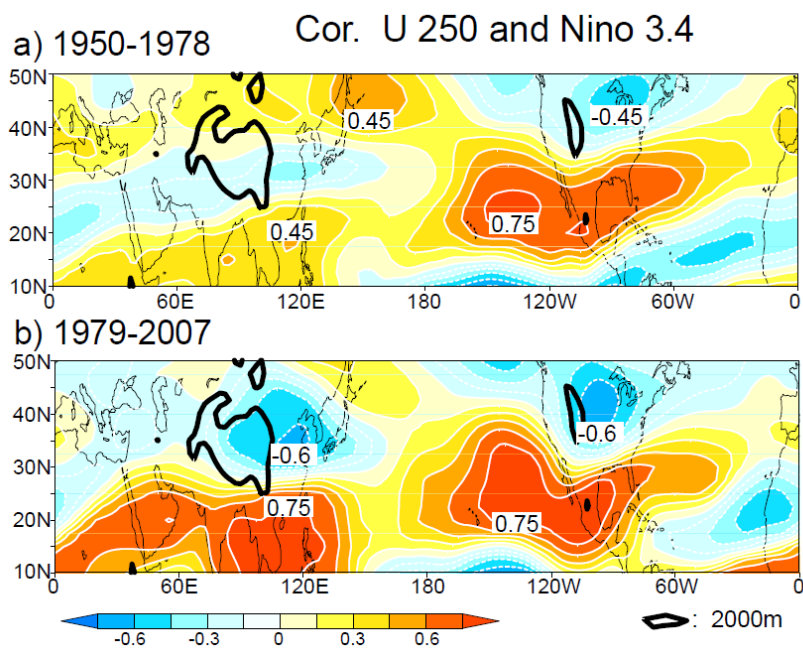 Cor. U 250 and Nino 3.4
a) 1950-1978
50N
40N
30N
20N
10N
0.45
-0.45
0.45
0.75
0 60E 120E 180 120W 60W 0
b) 1979-2007
50N
40N
30N
20N
10N
-0.6
-0.6
0.75
0.75
0 60E 120E 180 120W 60W 0
-0.6 -0.3 0 0.3 0.6
: 2000m